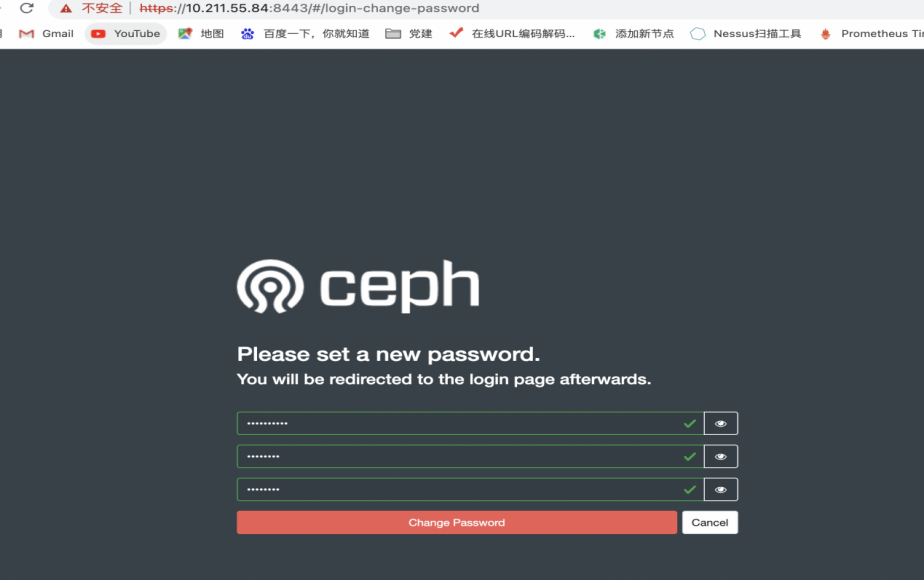 不安全 https://10.211.55.84:8443/#/login-change-password
Gmail YouTube 地图 百度一下，你就知道 党建 在线URL编码解码... 添加新节点 Nessus扫描工具 Prometheus Tin
ceph
Please set a new password.
You will be redirected to the login page afterwards.
••••••••••
••••••••
••••••••
Change Password Cancel